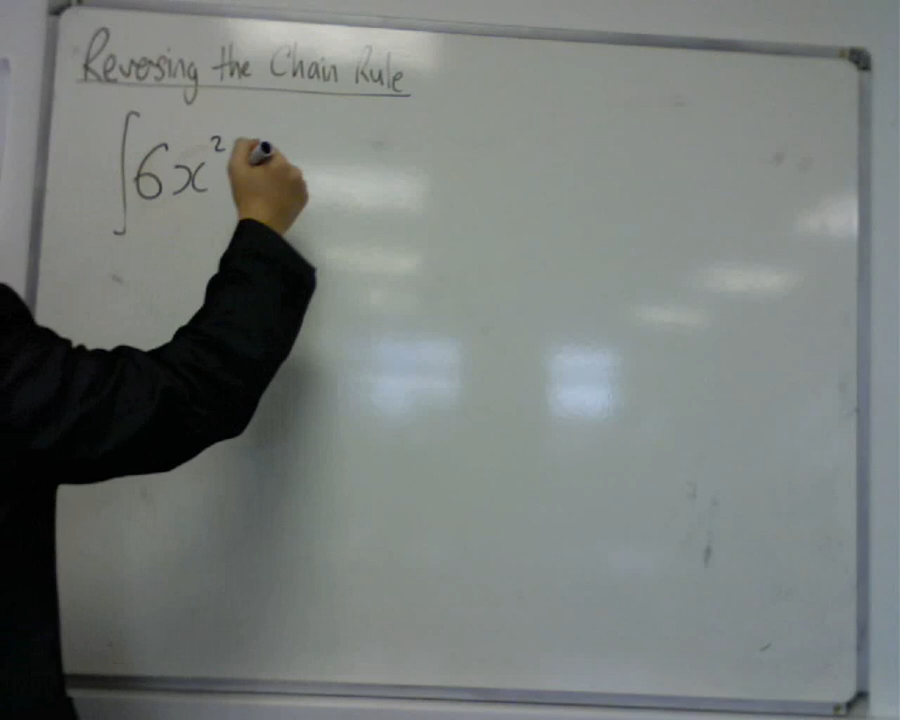 Reversing the Chain Rule
∫6x²